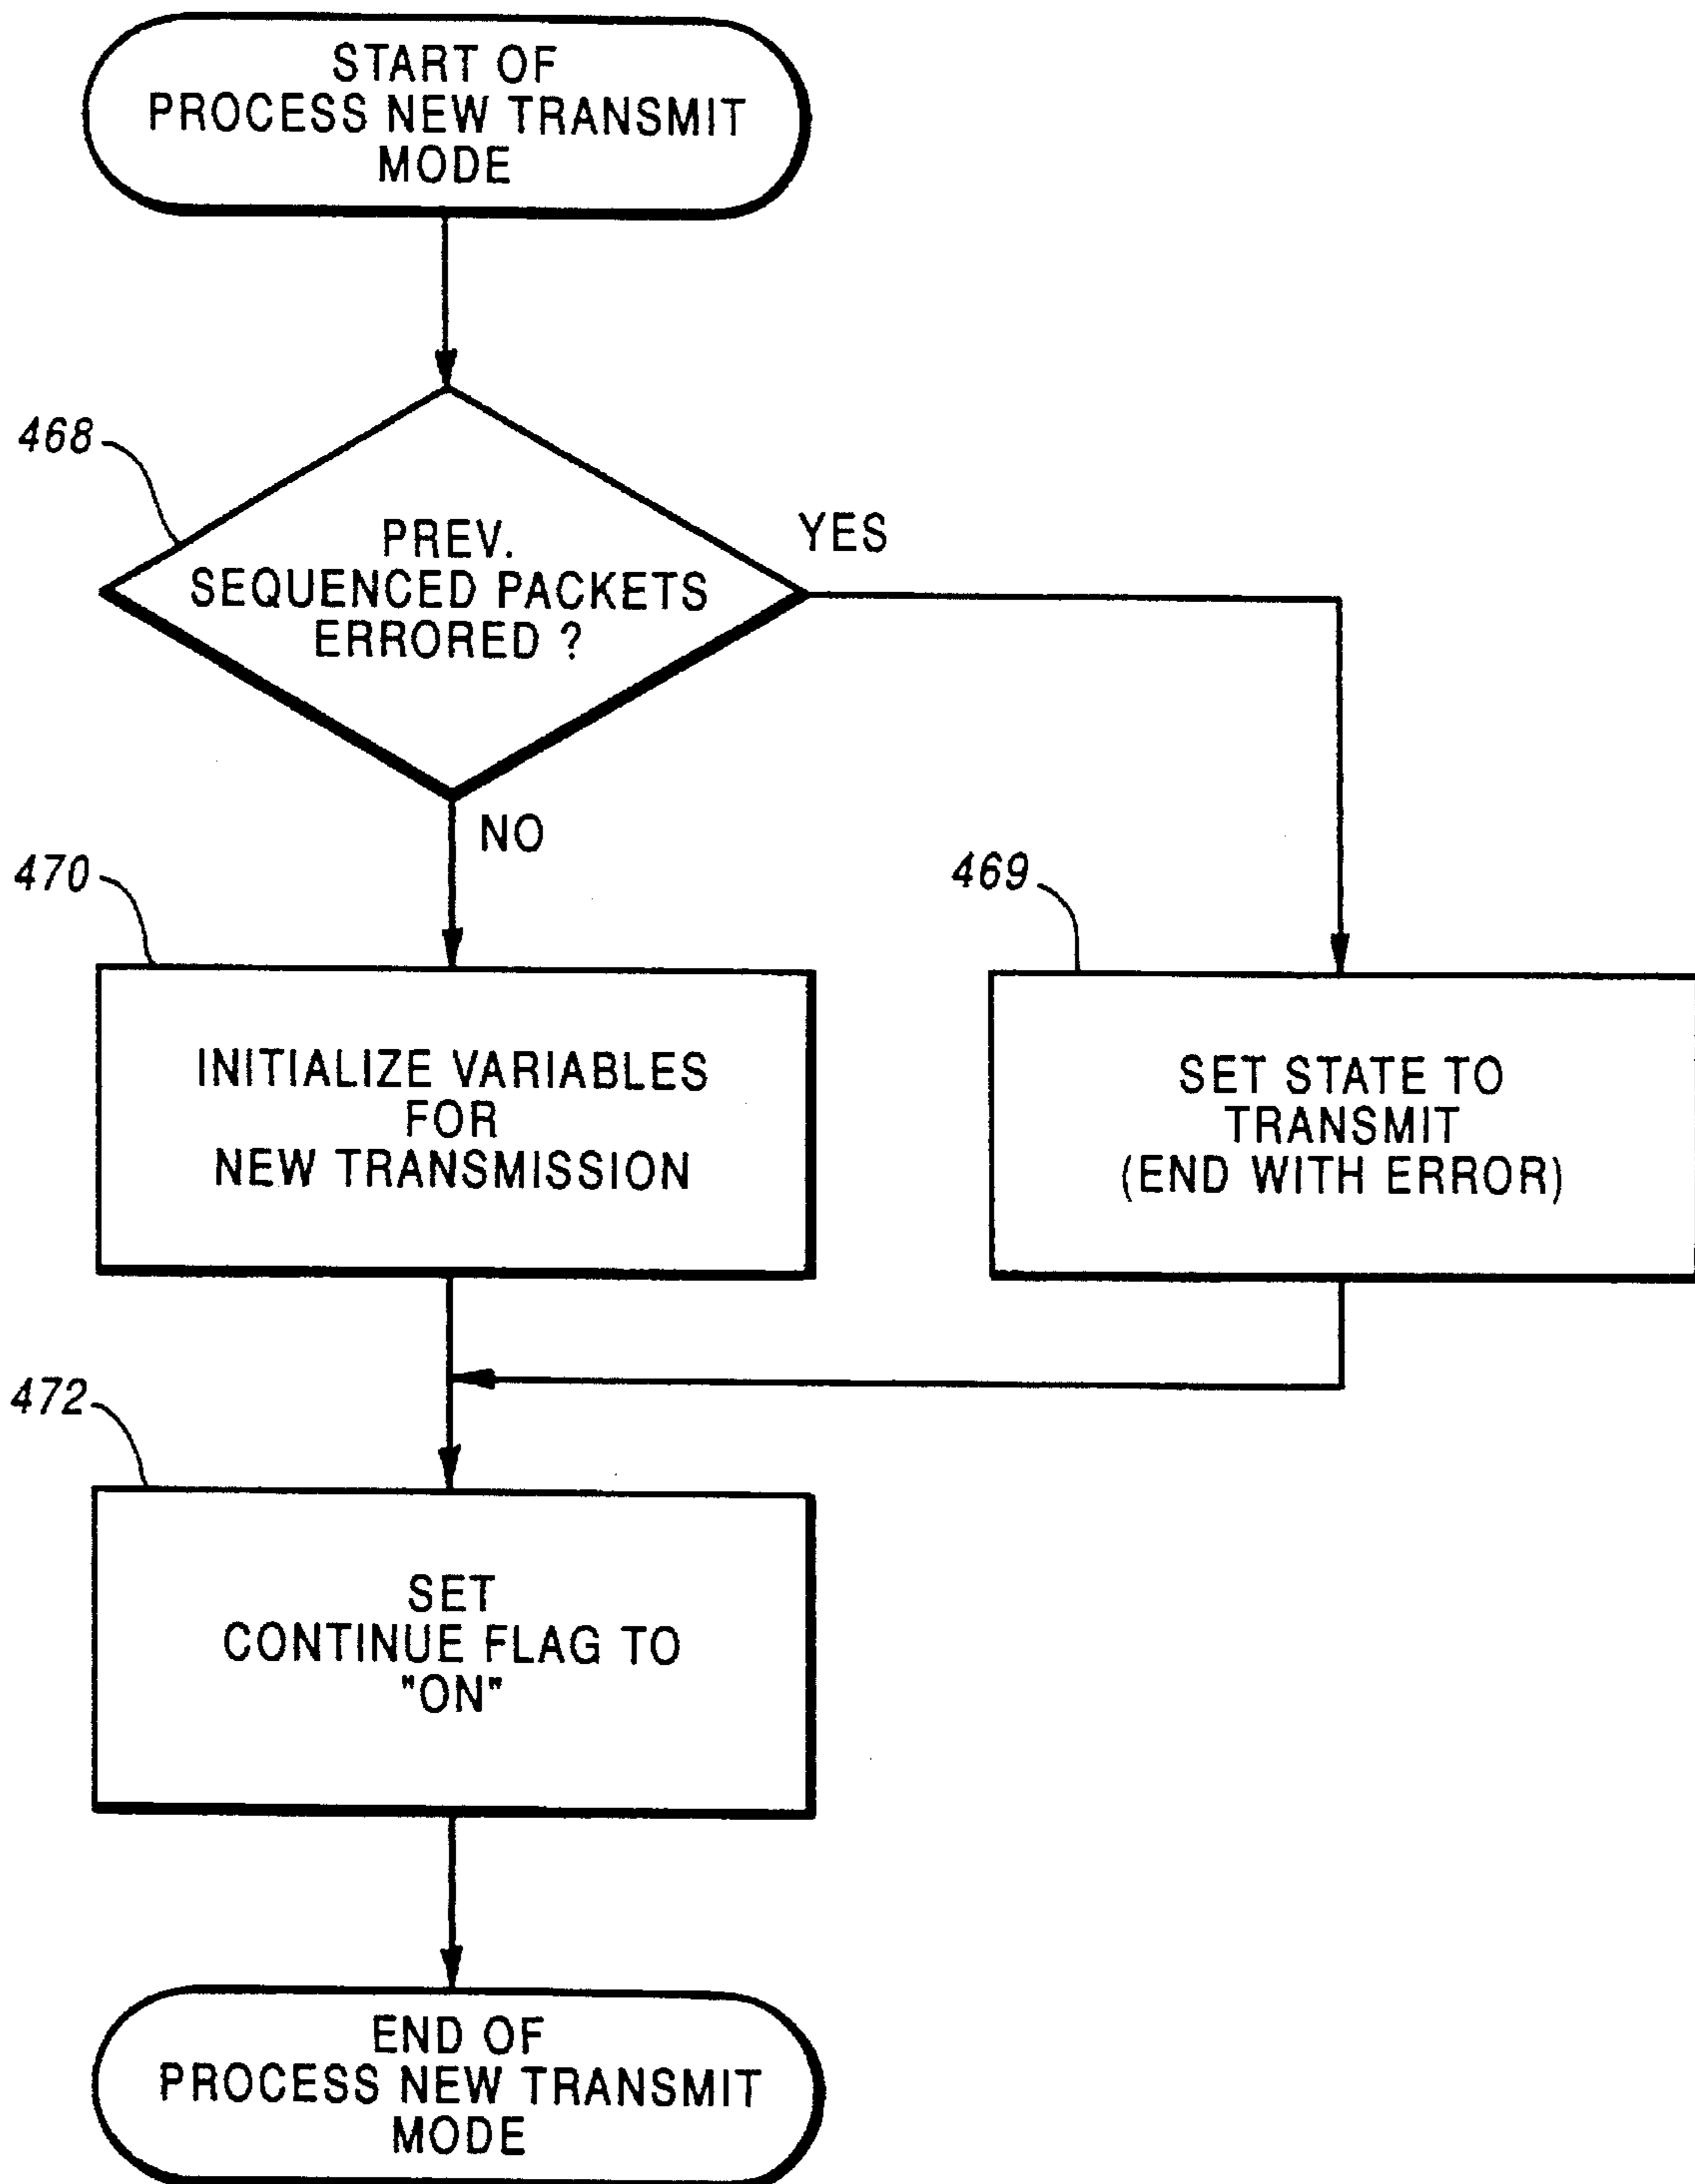 START OF
PROCESS NEW TRANSMIT
MODE
468
PREV.
SEQUENCED PACKETS
ERRORED ?
YES
NO
470
469
INITIALIZE VARIABLES
FOR
NEW TRANSMISSION
SET STATE TO
TRANSMIT
(END WITH ERROR)
472
SET
CONTINUE FLAG TO
"ON"
END OF
PROCESS NEW TRANSMIT
MODE